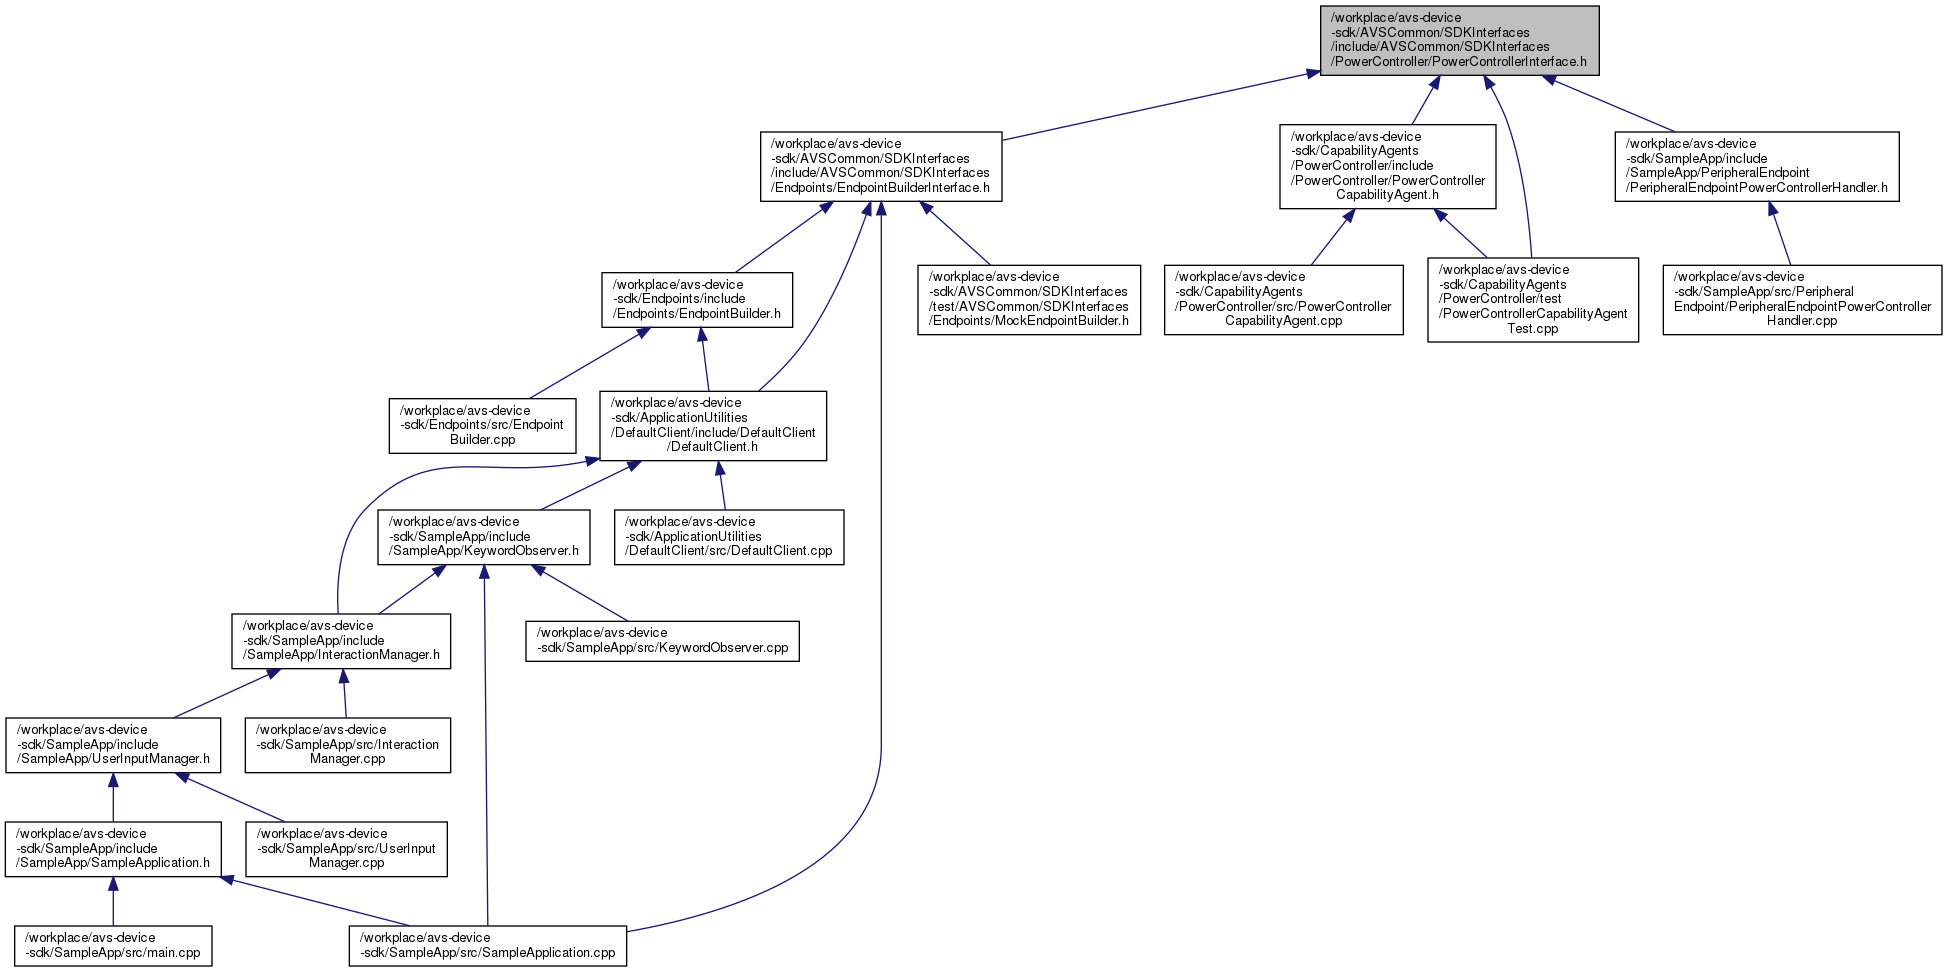 /workplace/avs-device
-sdk/AVSCommon/SDKInterfaces
/include/AVSCommon/SDKInterfaces
/PowerController/PowerControllerInterface.h
/workplace/avs-device
-sdk/AVSCommon/SDKInterfaces
/include/AVSCommon/SDKInterfaces
/Endpoints/EndpointBuilderInterface.h
/workplace/avs-device
-sdk/CapabilityAgents
/PowerController/include
/PowerController/PowerController
CapabilityAgent.h
/workplace/avs-device
-sdk/SampleApp/include
/SampleApp/PeripheralEndpoint
/PeripheralEndpointPowerControllerHandler.h
/workplace/avs-device
-sdk/Endpoints/include
/Endpoints/EndpointBuilder.h
/workplace/avs-device
-sdk/AVSCommon/SDKInterfaces
/test/AVSCommon/SDKInterfaces
/Endpoints/MockEndpointBuilder.h
/workplace/avs-device
-sdk/CapabilityAgents
/PowerController/src/PowerController
CapabilityAgent.cpp
/workplace/avs-device
-sdk/CapabilityAgents
/PowerController/test
/PowerControllerCapabilityAgent
Test.cpp
/workplace/avs-device
-sdk/SampleApp/src/Peripheral
Endpoint/PeripheralEndpointPowerController
Handler.cpp
/workplace/avs-device
-sdk/Endpoints/src/Endpoint
Builder.cpp
/workplace/avs-device
-sdk/ApplicationUtilities
/DefaultClient/include/DefaultClient
/DefaultClient.h
/workplace/avs-device
-sdk/SampleApp/include
/SampleApp/KeywordObserver.h
/workplace/avs-device
-sdk/ApplicationUtilities
/DefaultClient/src/DefaultClient.cpp
/workplace/avs-device
-sdk/SampleApp/include
/SampleApp/InteractionManager.h
/workplace/avs-device
-sdk/SampleApp/src/KeywordObserver.cpp
/workplace/avs-device
-sdk/SampleApp/include
/SampleApp/UserInputManager.h
/workplace/avs-device
-sdk/SampleApp/src/Interaction
Manager.cpp
/workplace/avs-device
-sdk/SampleApp/include
/SampleApp/SampleApplication.h
/workplace/avs-device
-sdk/SampleApp/src/UserInput
Manager.cpp
/workplace/avs-device
-sdk/SampleApp/src/main.cpp
/workplace/avs-device
-sdk/SampleApp/src/SampleApplication.cpp